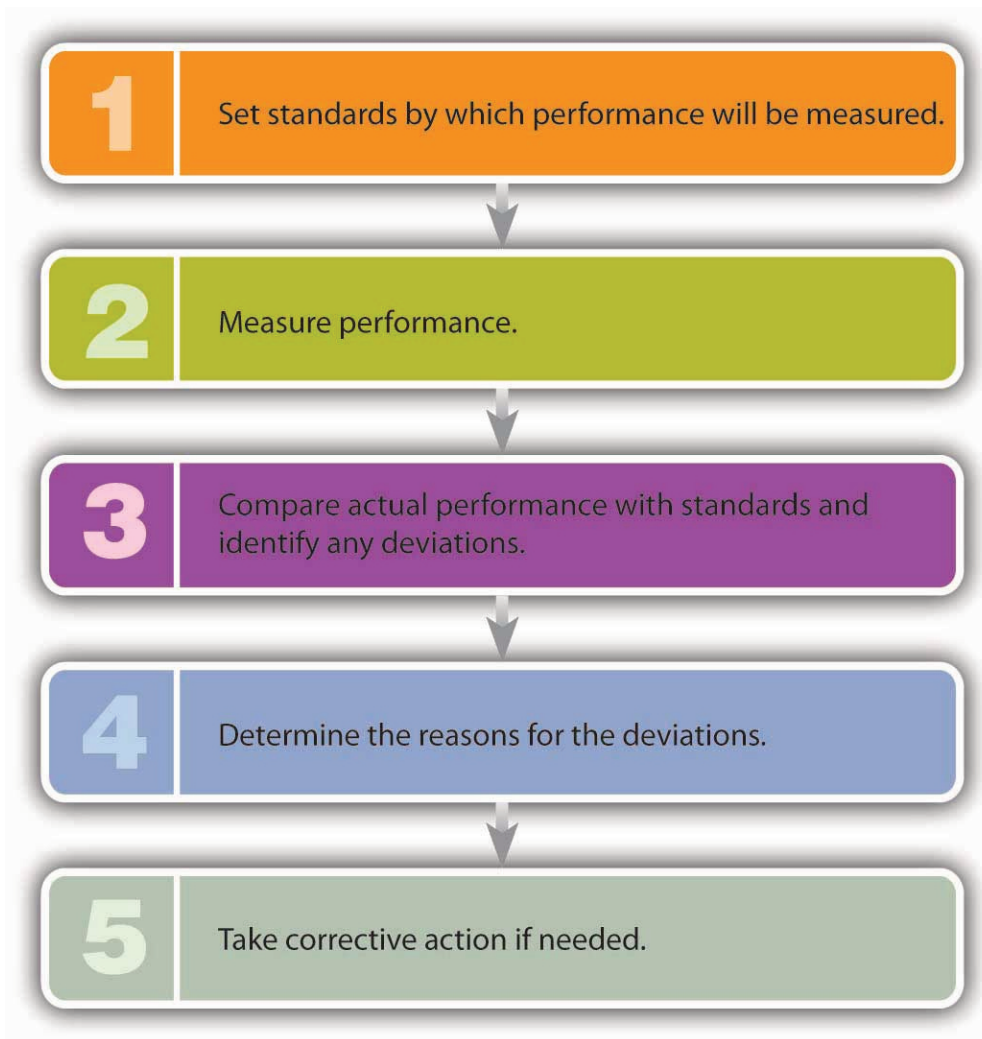 1
Set standards by which performance will be measured.
2
Measure performance.
3
Compare actual performance with standards and
identify any deviations.
4
Determine the reasons for the deviations.
5
Take corrective action if needed.